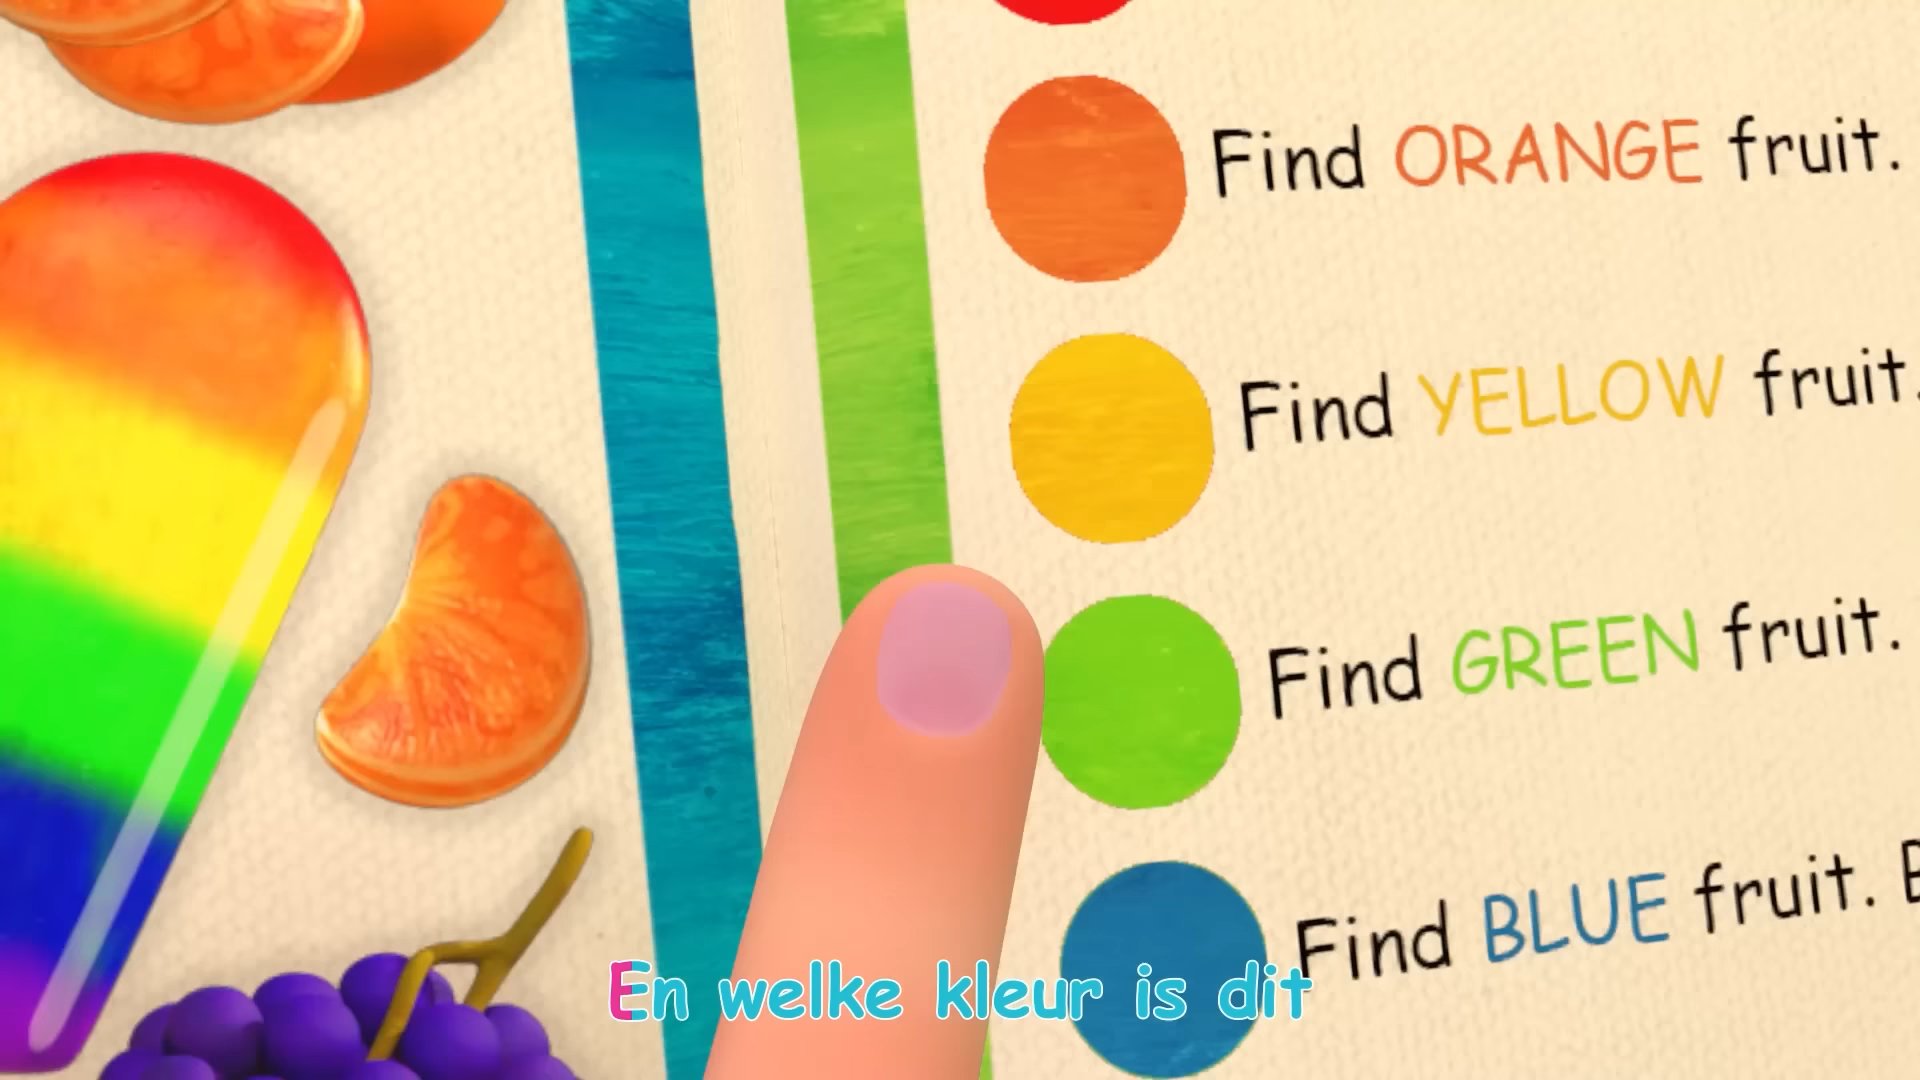 Find ORANGE fruit.
Find YELLOW fruit.
Find GREEN fruit.
Find BLUE fruit.
En welke kleur is dit